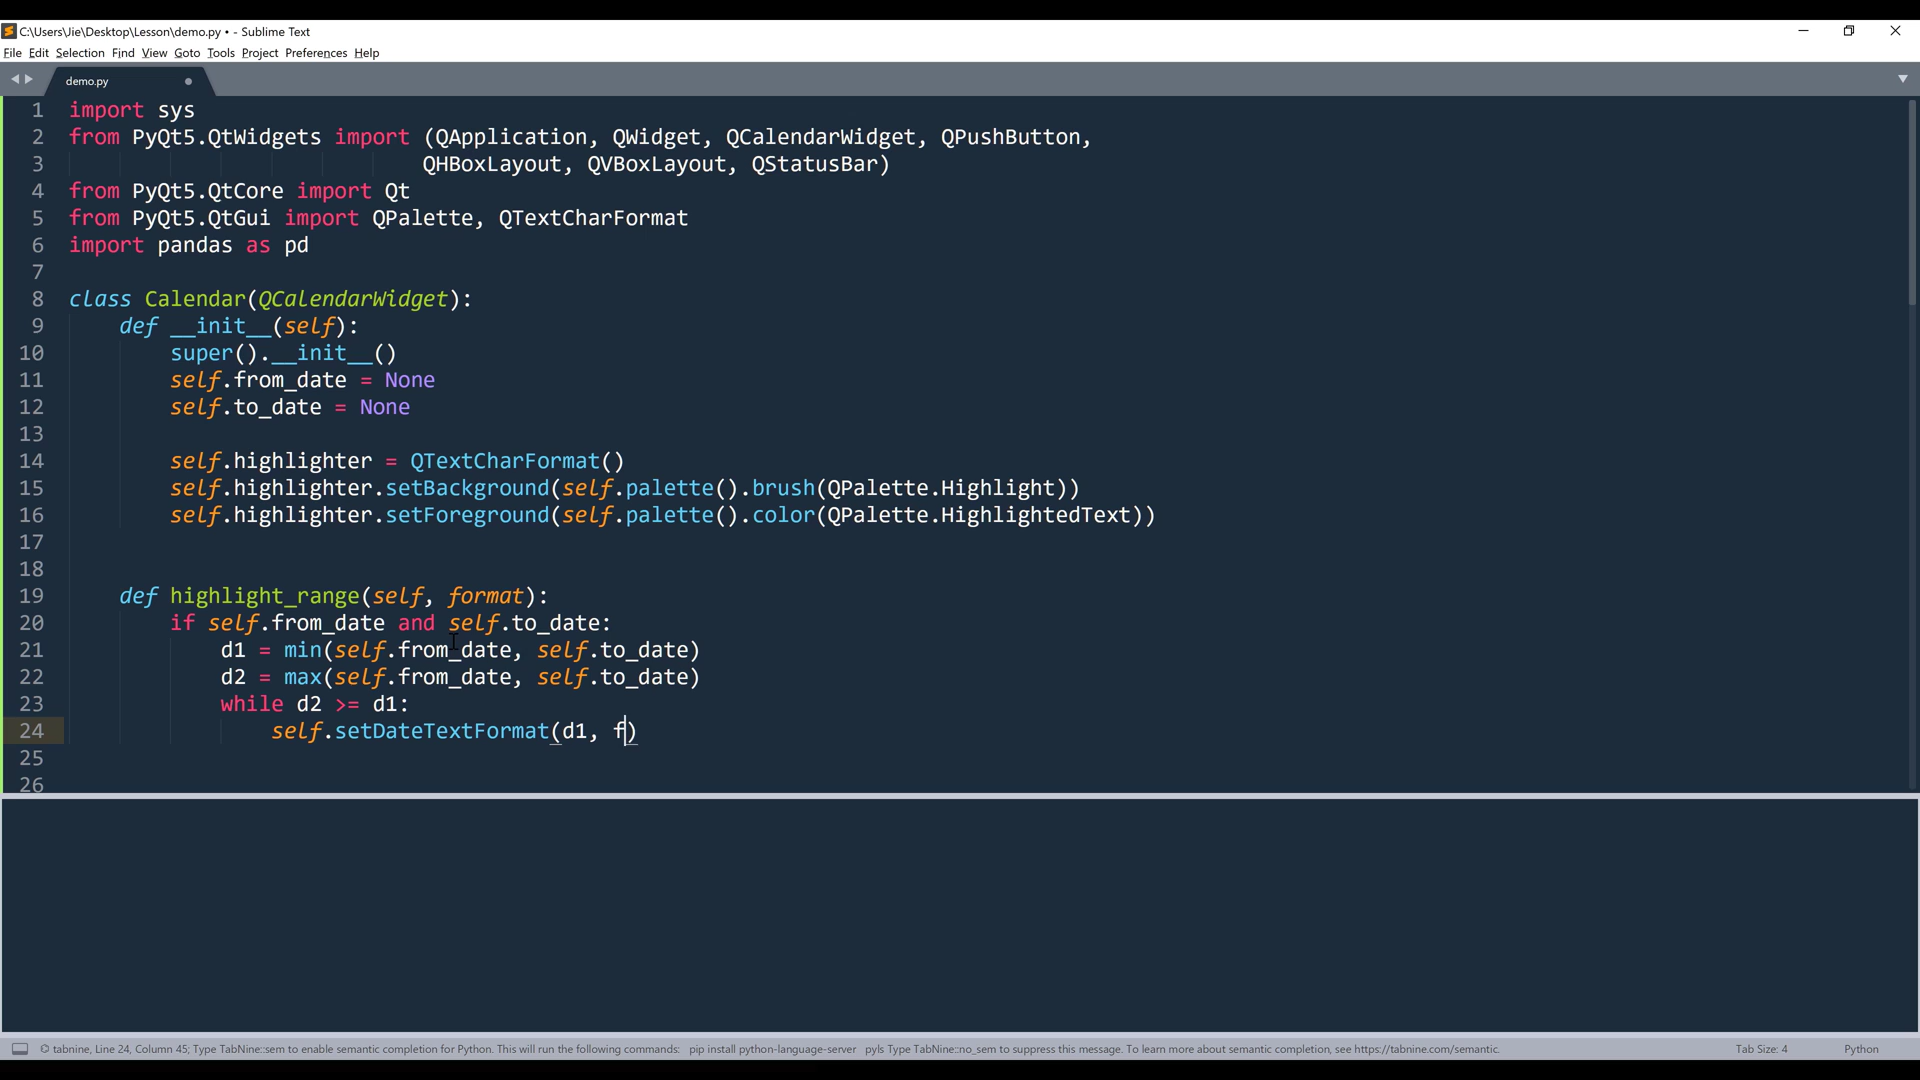 C:\Users\Jie\Desktop\Lesson\demo.py • - Sublime Text
File Edit Selection Find View Goto Tools Project Preferences Help
demo.py
1 import sys
2 from PyQt5.QtWidgets import (QApplication, QWidget, QCalendarWidget, QPushButton,
3 QHBoxLayout, QVBoxLayout, QStatusBar)
4 from PyQt5.QtCore import Qt
5 from PyQt5.QtGui import QPalette, QTextCharFormat
6 import pandas as pd
7
8 class Calendar(QCalendarWidget):
9 def __init__(self):
10 super().__init__()
11 self.from_date = None
12 self.to_date = None
13
14 self.highlighter = QTextCharFormat()
15 self.highlighter.setBackground(self.palette().brush(QPalette.Highlight))
16 self.highlighter.setForeground(self.palette().color(QPalette.HighlightedText))
17
18
19 def highlight_range(self, format):
20 if self.from_date and self.to_date:
21 d1 = min(self.from_date, self.to_date)
22 d2 = max(self.from_date, self.to_date)
23 while d2 >= d1:
24 self.setDateTextFormat(d1, f)
25
26
tabnine, Line 24, Column 45; Type TabNine::sem to enable semantic completion for Python. This will run the following commands: pip install python-language-server pyls Type TabNine::no_sem to suppress this message. To learn more about semantic completion, see https://tabnine.com/semantic. Tab Size: 4 Python